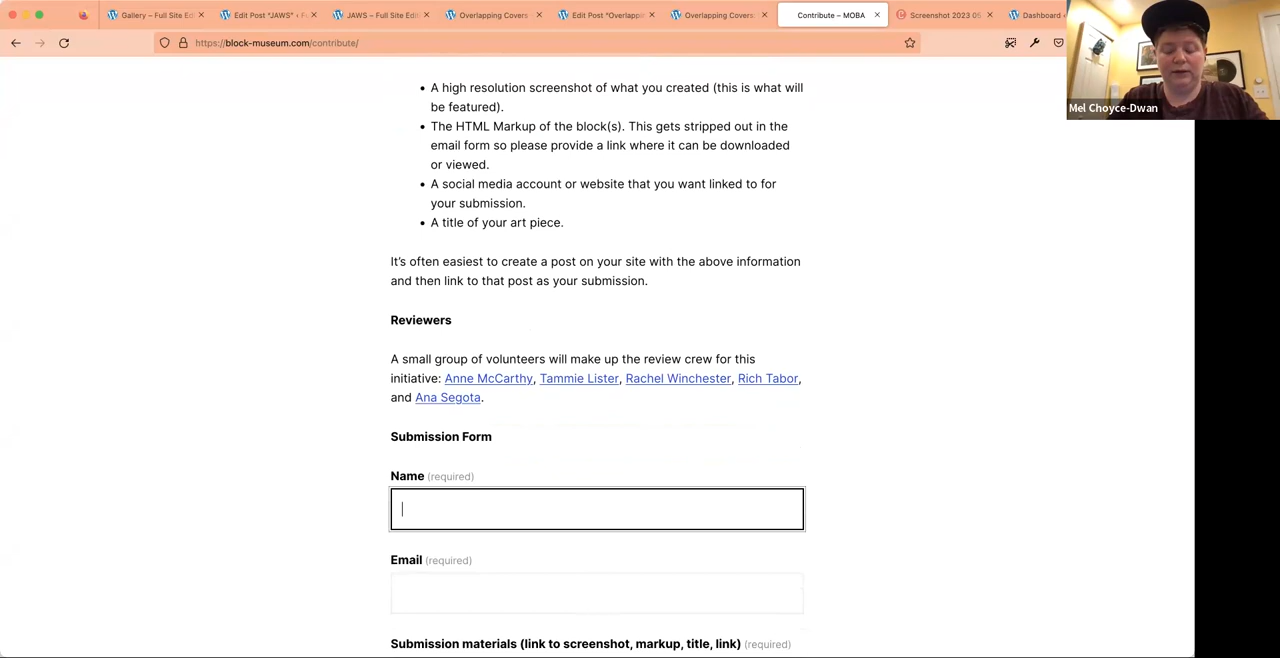 Gallery – Full Site Edi
Edit Post "JAWS" ‹ F
JAWS – Full Site Edit
Overlapping Covers
Edit Post "Overlappi
Overlapping Covers
Contribute – MOBA
Screenshot 2023 05
Dashboard ‹
https://block-museum.com/contribute/
Mel Choyce-Dwan
• A high resolution screenshot of what you created (this is what will
be featured).
• The HTML Markup of the block(s). This gets stripped out in the
email form so please provide a link where it can be downloaded
or viewed.
• A social media account or website that you want linked to for
your submission.
• A title of your art piece.
It's often easiest to create a post on your site with the above information
and then link to that post as your submission.
Reviewers
A small group of volunteers will make up the review crew for this
initiative: Anne McCarthy, Tammie Lister, Rachel Winchester, Rich Tabor,
and Ana Segota.
Submission Form
Name (required)
Email (required)
Submission materials (link to screenshot, markup, title, link) (required)